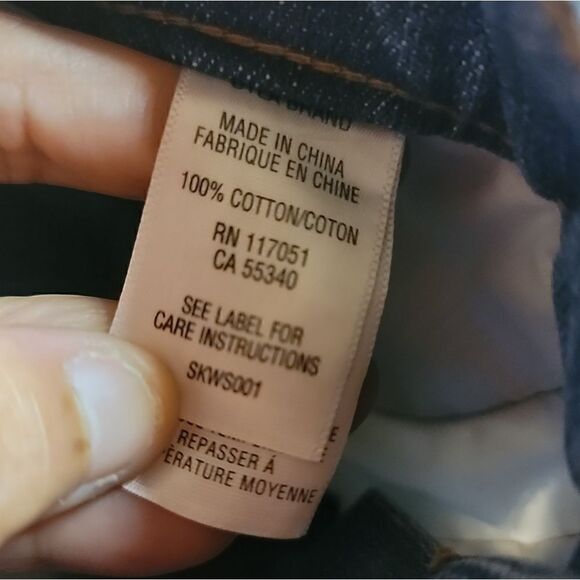 BRAND
MADE IN CHINA
FABRIQUE EN CHINE
100% COTTON/COTON
RN 117051
CA 55340
SEE LABEL FOR
CARE INSTRUCTIONS
SKWS001
REPASSER Á
MOYENNE